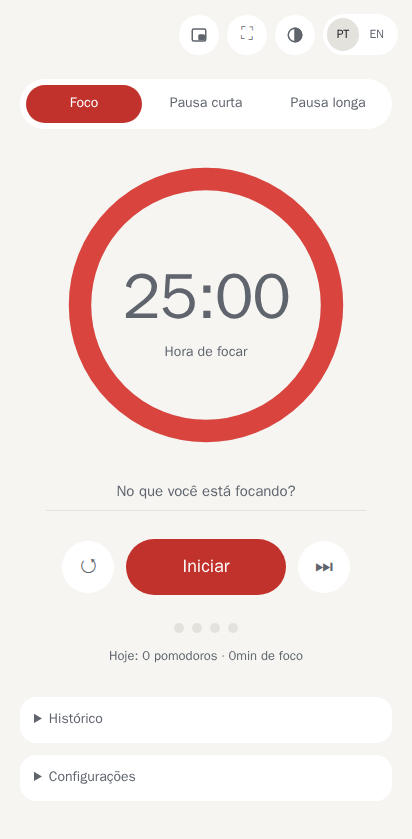 PT EN
Foco Pausa curta Pausa longa
25:00
Hora de focar
No que você está focando?
Iniciar
Hoje: 0 pomodoros · 0min de foco
Histórico
Configurações